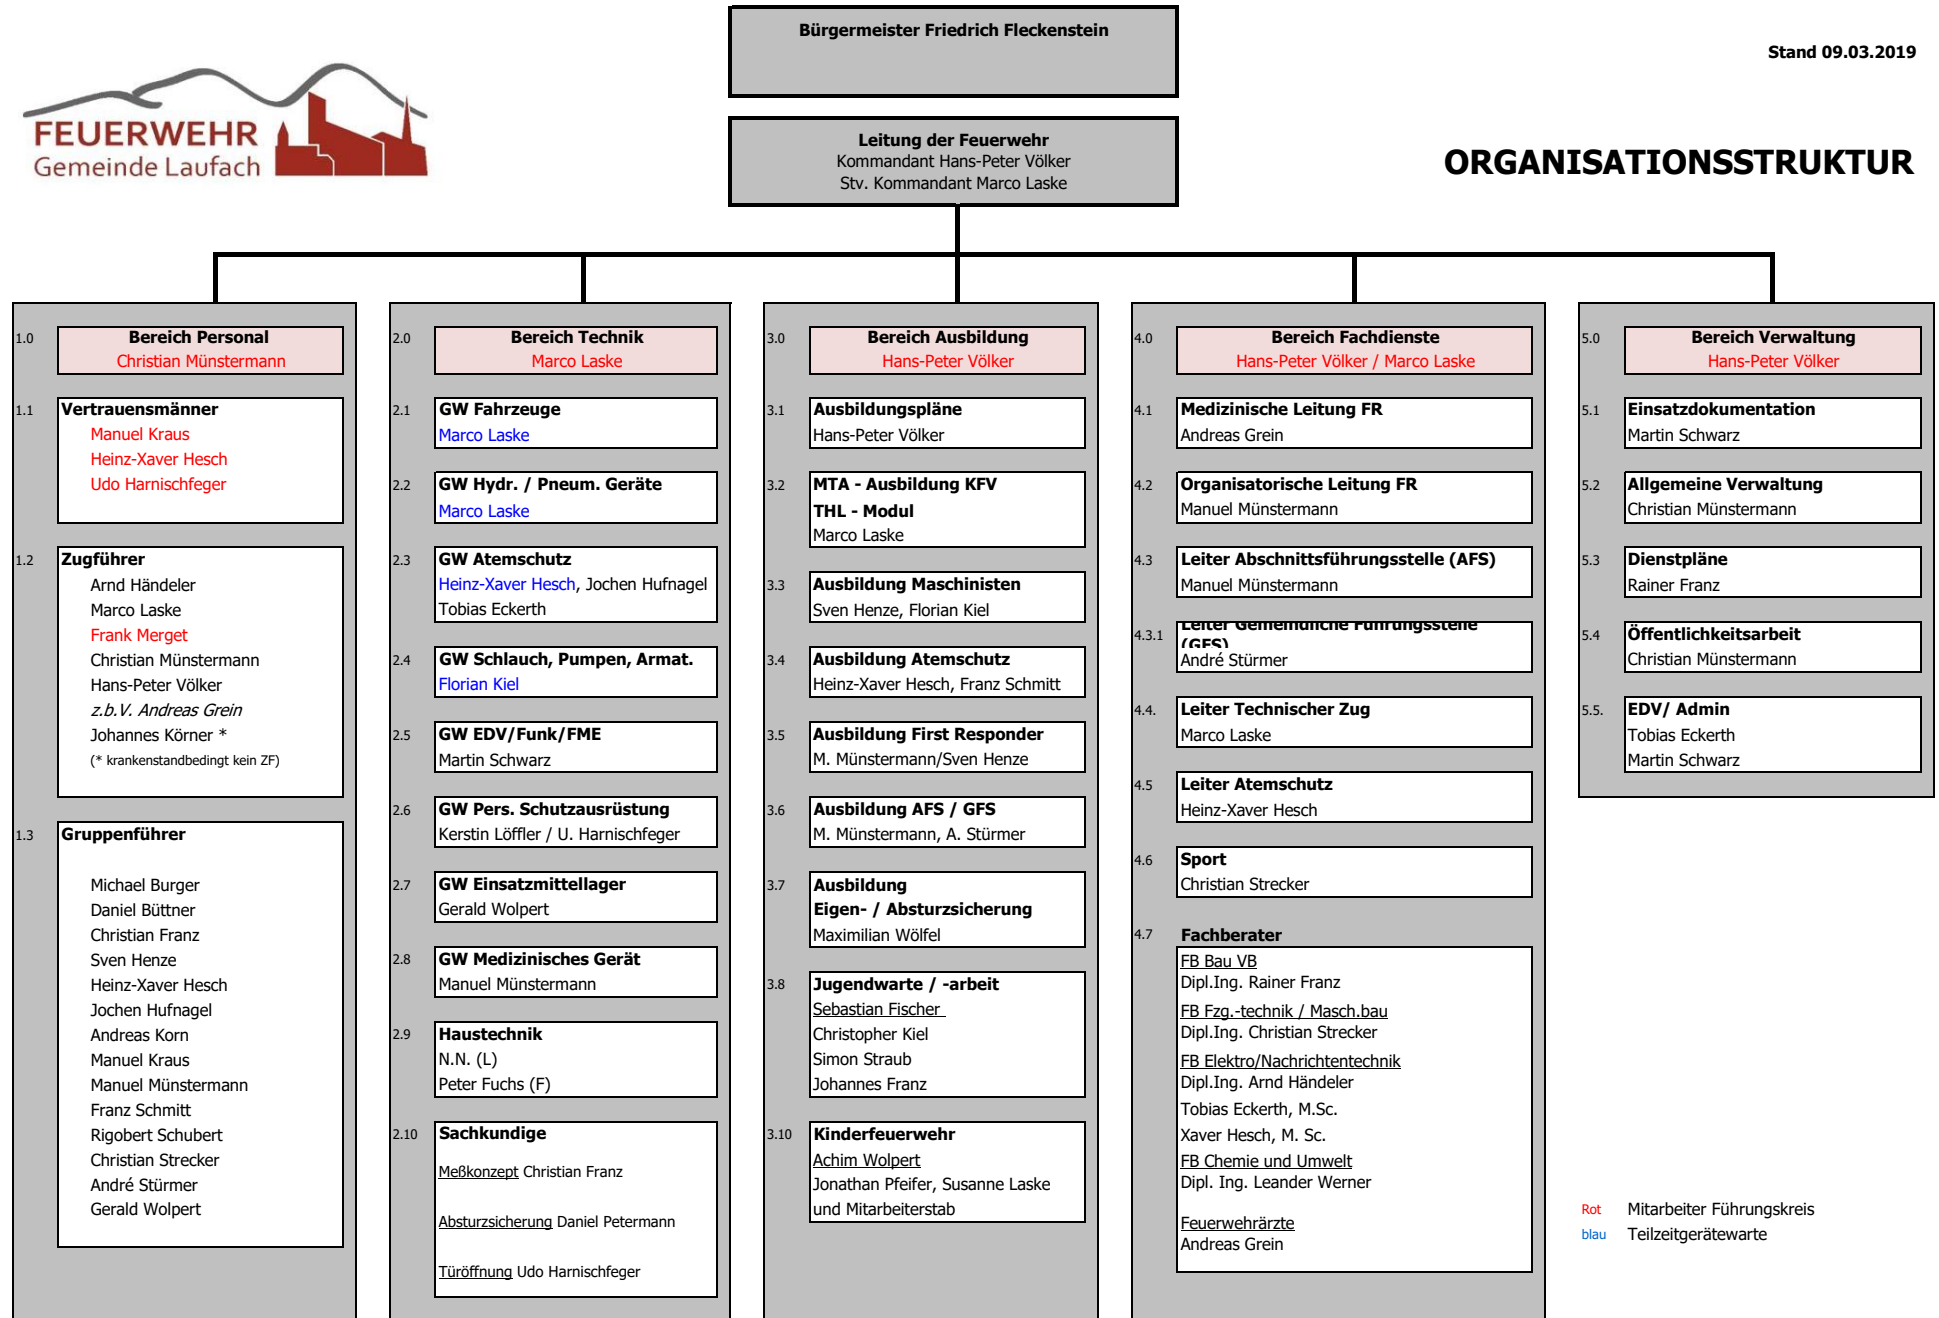 Bürgermeister Friedrich Fleckenstein
Stand 09.03.2019
FEUERWEHR
Gemeinde Laufach
Leitung der Feuerwehr
Kommandant Hans-Peter Völker
Stv. Kommandant Marco Laske
ORGANISATIONSSTRUKTUR
1.0 Bereich Personal
Christian Münstermann
1.1 Vertrauensmänner
Manuel Kraus
Heinz-Xaver Hesch
Udo Harnischfeger
1.2 Zugführer
Arnd Händeler
Marco Laske
Frank Merget
Christian Münstermann
Hans-Peter Völker
z.b.V. Andreas Grein
Johannes Körner *
(* krankenstandbedingt kein ZF)
1.3 Gruppenführer
Michael Burger
Daniel Büttner
Christian Franz
Sven Henze
Heinz-Xaver Hesch
Jochen Hufnagel
Andreas Korn
Manuel Kraus
Manuel Münstermann
Franz Schmitt
Rigobert Schubert
Christian Strecker
André Stürmer
Gerald Wolpert
2.0 Bereich Technik
Marco Laske
2.1 GW Fahrzeuge
Marco Laske
2.2 GW Hydr. / Pneum. Geräte
Marco Laske
2.3 GW Atemschutz
Heinz-Xaver Hesch, Jochen Hufnagel
Tobias Eckerth
2.4 GW Schlauch, Pumpen, Armat.
Florian Kiel
2.5 GW EDV/Funk/FME
Martin Schwarz
2.6 GW Pers. Schutzausrüstung
Kerstin Löffler / U. Harnischfeger
2.7 GW Einsatzmittellager
Gerald Wolpert
2.8 GW Medizinisches Gerät
Manuel Münstermann
2.9 Haustechnik
N.N. (L)
Peter Fuchs (F)
2.10 Sachkundige
Meßkonzept Christian Franz
Absturzsicherung Daniel Petermann
Türöffnung Udo Harnischfeger
3.0 Bereich Ausbildung
Hans-Peter Völker
3.1 Ausbildungspläne
Hans-Peter Völker
3.2 MTA - Ausbildung KFV
THL - Modul
Marco Laske
3.3 Ausbildung Maschinisten
Sven Henze, Florian Kiel
3.4 Ausbildung Atemschutz
Heinz-Xaver Hesch, Franz Schmitt
3.5 Ausbildung First Responder
M. Münstermann/Sven Henze
3.6 Ausbildung AFS / GFS
M. Münstermann, A. Stürmer
3.7 Ausbildung
Eigen- / Absturzsicherung
Maximilian Wölfel
3.8 Jugendwarte / -arbeit
Sebastian Fischer
Christopher Kiel
Simon Straub
Johannes Franz
3.10 Kinderfeuerwehr
Achim Wolpert
Jonathan Pfeifer, Susanne Laske
und Mitarbeiterstab
4.0 Bereich Fachdienste
Hans-Peter Völker / Marco Laske
4.1 Medizinische Leitung FR
Andreas Grein
4.2 Organisatorische Leitung FR
Manuel Münstermann
4.3 Leiter Abschnittsführungsstelle (AFS)
Manuel Münstermann
4.3.1 Leiter Gemeindliche Führungsstelle
(GFS)
André Stürmer
4.4. Leiter Technischer Zug
Marco Laske
4.5 Leiter Atemschutz
Heinz-Xaver Hesch
4.6 Sport
Christian Strecker
4.7 Fachberater
FB Bau VB
Dipl.Ing. Rainer Franz
FB Fzg.-technik / Masch.bau
Dipl.Ing. Christian Strecker
FB Elektro/Nachrichtentechnik
Dipl.Ing. Arnd Händeler
Tobias Eckerth, M.Sc.
Xaver Hesch, M. Sc.
FB Chemie und Umwelt
Dipl. Ing. Leander Werner
Feuerwehrärzte
Andreas Grein
5.0 Bereich Verwaltung
Hans-Peter Völker
5.1 Einsatzdokumentation
Martin Schwarz
5.2 Allgemeine Verwaltung
Christian Münstermann
5.3 Dienstpläne
Rainer Franz
5.4 Öffentlichkeitsarbeit
Christian Münstermann
5.5. EDV/ Admin
Tobias Eckerth
Martin Schwarz
Rot Mitarbeiter Führungskreis
blau Teilzeitgerätewarte